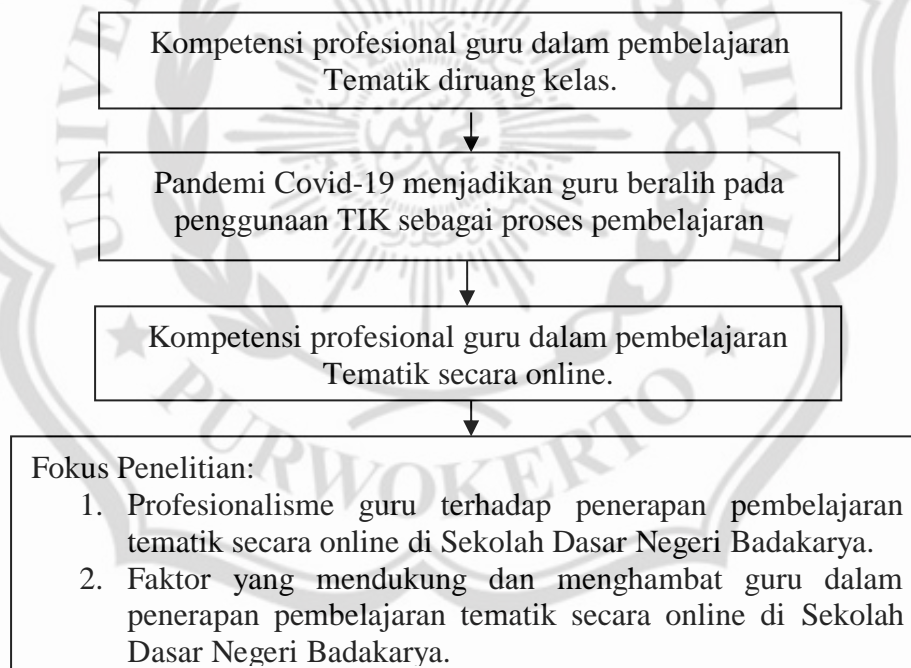 Kompetensi profesional guru dalam pembelajaran
Tematik diruang kelas.
Pandemi Covid-19 menjadikan guru beralih pada
penggunaan TIK sebagai proses pembelajaran
Kompetensi profesional guru dalam pembelajaran
Tematik secara online.
Fokus Penelitian:
1. Profesionalisme guru terhadap penerapan pembelajaran
tematik secara online di Sekolah Dasar Negeri Badakarya.
2. Faktor yang mendukung dan menghambat guru dalam
penerapan pembelajaran tematik secara online di Sekolah
Dasar Negeri Badakarya.
PURWOKERTO